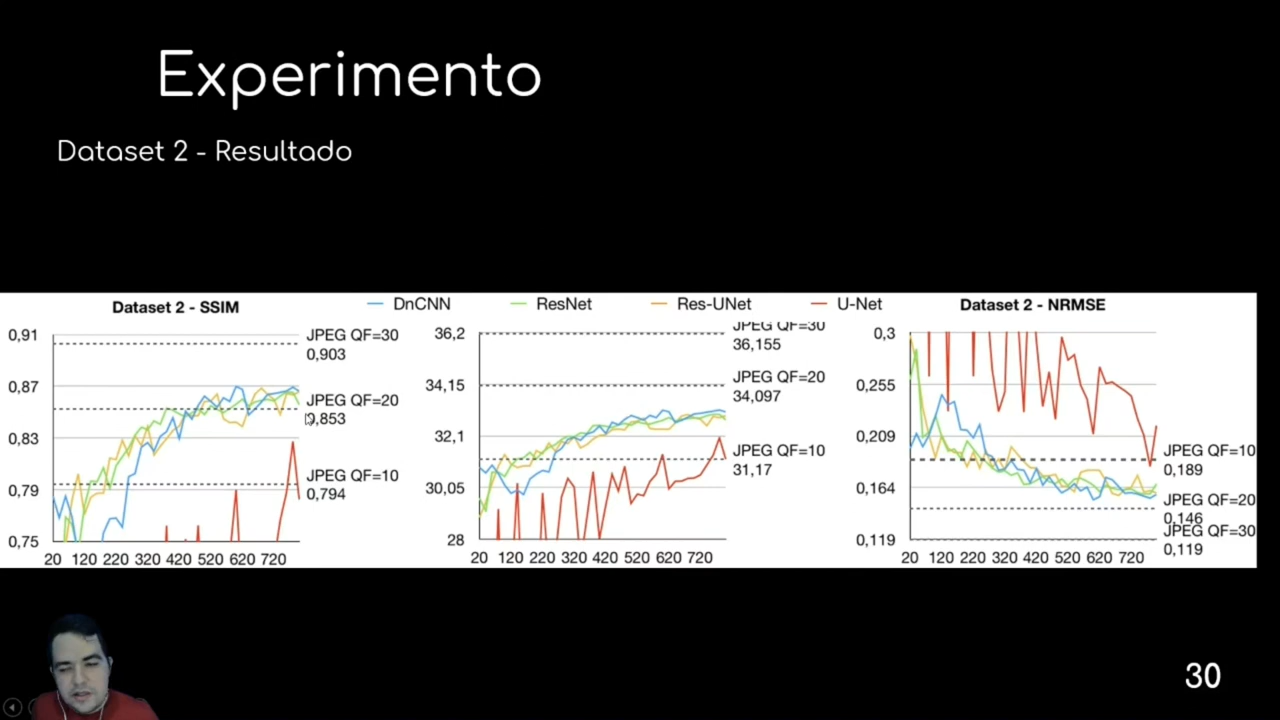 Experimento
Dataset 2 - Resultado
Dataset 2 - SSIM
DnCNN
ResNet
Res-UNet
U-Net
Dataset 2 - NRMSE
0,91
0,87
0,83
0,79
0,75
20 120 220 320 420 520 620 720
JPEG QF=30
0,903
JPEG QF=20
0,853
JPEG QF=10
0,794
36,2
34,15
32,1
30,05
28
20 120 220 320 420 520 620 720
JPEG QF=30
36,155
JPEG QF=20
34,097
JPEG QF=10
31,17
0,3
0,255
0,209
0,164
0,119
20 120 220 320 420 520 620 720
JPEG QF=10
0,189
JPEG QF=20
0,146
JPEG QF=30
0,119
30